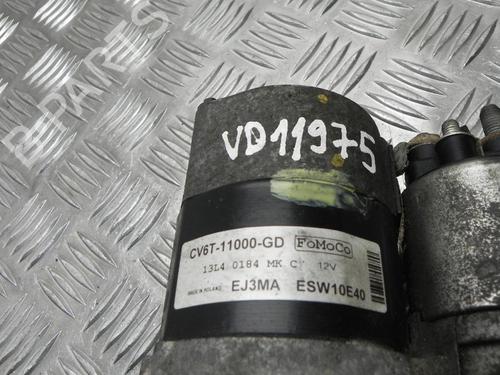 B-PARTS
VD11975
CV6T-11000-GD FoMoCo
13L4 0184 MK C 12V
MADE IN POLAND EJ3MA ESW10E40